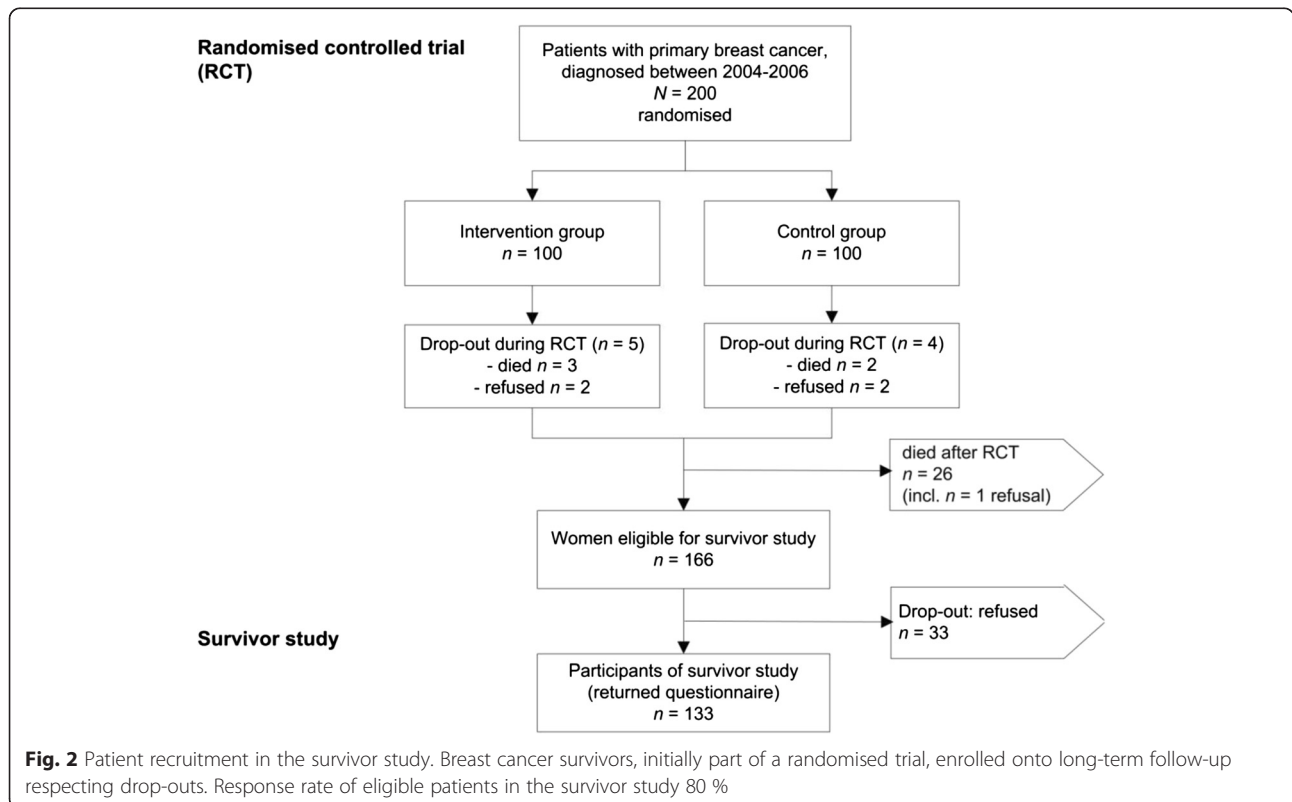 Randomised controlled trial
(RCT)
Patients with primary breast cancer,
diagnosed between 2004-2006
N = 200
randomised
Intervention group
n = 100
Control group
n = 100
Drop-out during RCT (n = 5)
- died n = 3
- refused n = 2
Drop-out during RCT (n = 4)
- died n = 2
- refused n = 2
died after RCT
n = 26
(incl. n = 1 refusal)
Women eligible for survivor study
n = 166
Drop-out: refused
n = 33
Survivor study
Participants of survivor study
(returned questionnaire)
n = 133
Fig. 2 Patient recruitment in the survivor study. Breast cancer survivors, initially part of a randomised trial, enrolled onto long-term follow-up
respecting drop-outs. Response rate of eligible patients in the survivor study 80 %